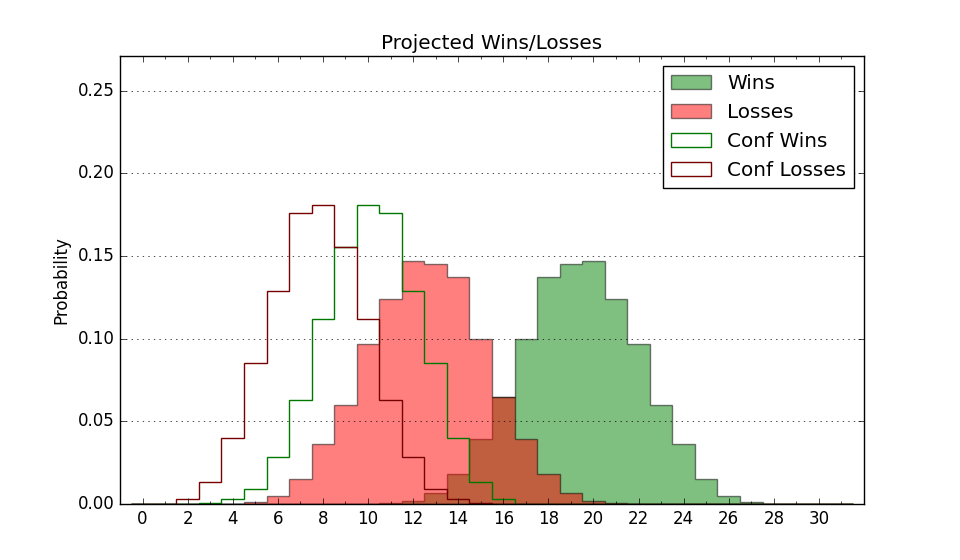 Projected Wins/Losses
Wins
Losses
Conf Wins
Conf Losses
Probability
0.25
0.20
0.15
0.10
0.05
0.00
0 2 4 6 8 10 12 14 16 18 20 22 24 26 28 30